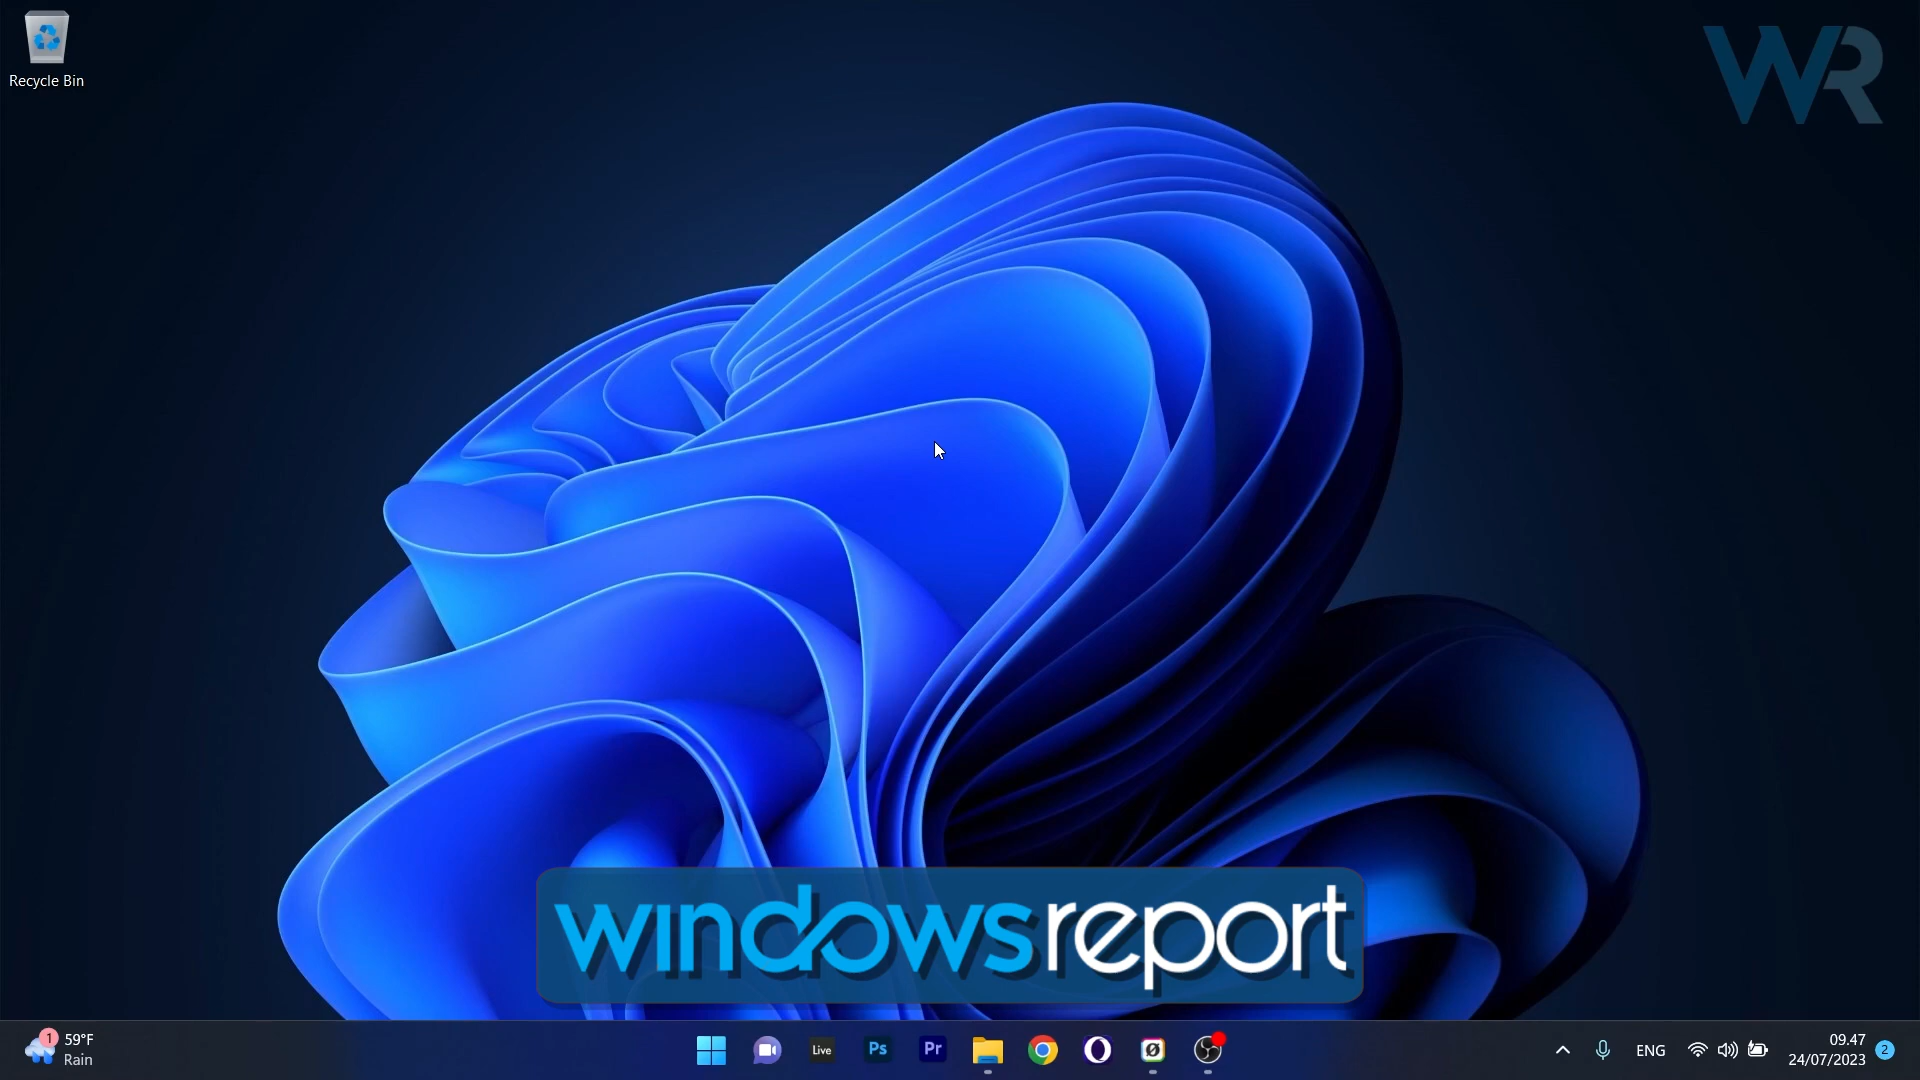 Recycle Bin
WR
windowsreport
1
59°F
Rain
Live
Ps
Pr
ENG
09.47
24/07/2023
2